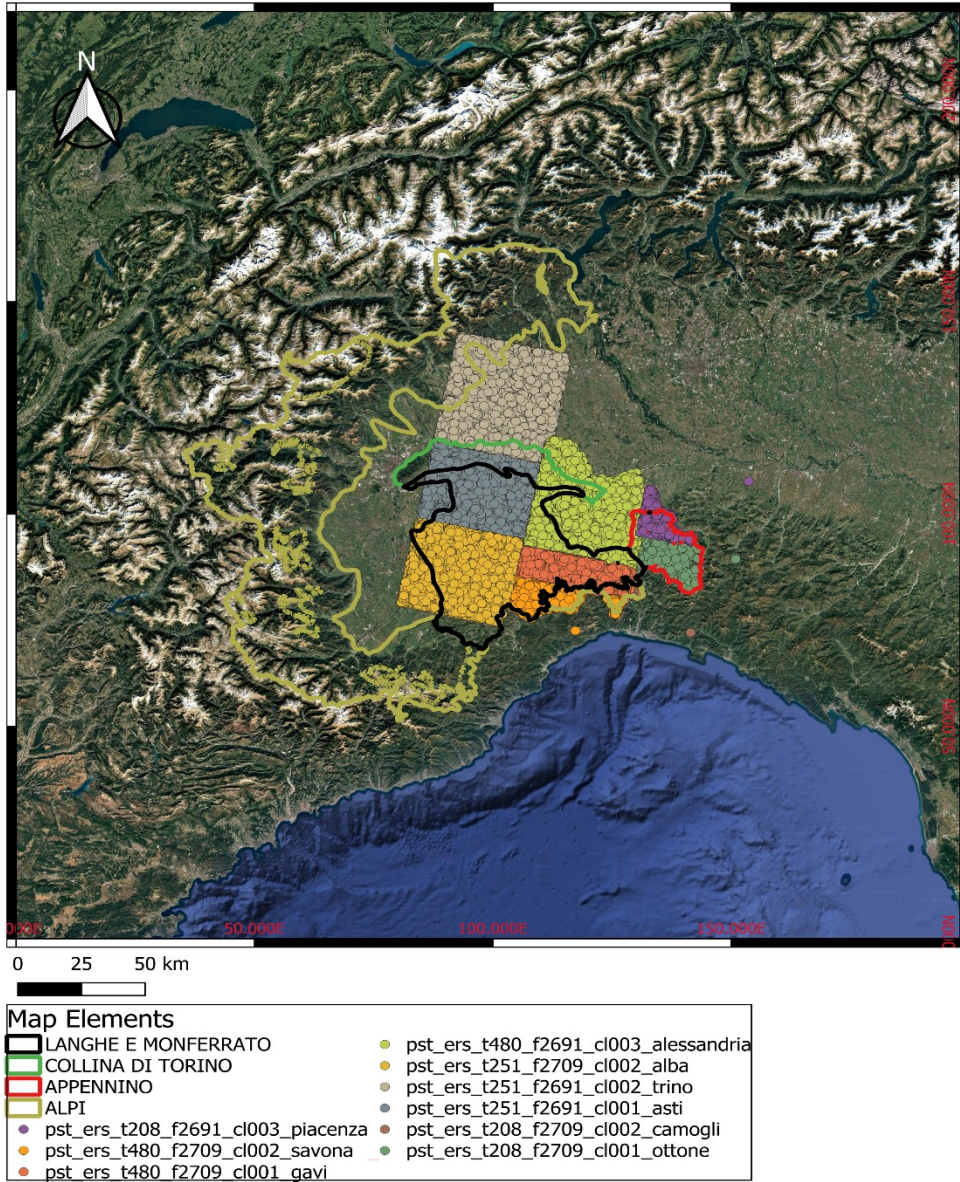 N
50.000E
100.000E
150.000E
0 25 50 km
Map Elements
LANGHE E MONFERRATO
COLLINA DI TORINO
APPENNINO
ALPI
pst_ers_t208_f2691_cl003_piacenza
pst_ers_t480_f2709_cl002_savona
pst_ers_t480_f2709_cl001_gavi
pst_ers_t480_f2691_cl003_alessandria
pst_ers_t251_f2709_cl002_alba
pst_ers_t251_f2691_cl002_trino
pst_ers_t251_f2691_cl001_asti
pst_ers_t208_f2709_cl002_camogli
pst_ers_t208_f2709_cl001_ottone